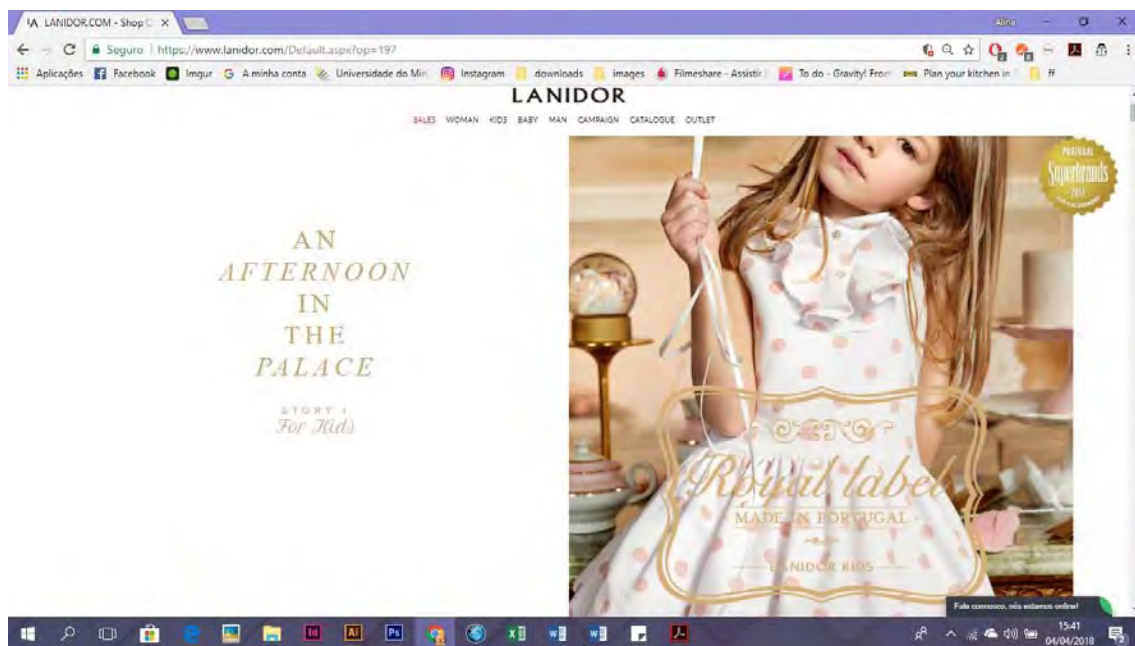 LANIDOR.COM - Shop
Alina
Seguro | https://www.lanidor.com/Default.aspx?op=197
Aplicações Facebook Imgur A minha conta Universidade do Min Instagram downloads images Filmeshare - Assistir To do - Gravity! From Plan your kitchen in ff
LANIDOR
SALES WOMAN KIDS BABY MAN CAMPAIGN CATALOGUE OUTLET
PORTUGAL
Superbrands
2017
AN
AFTERNOON
IN
THE
PALACE
STORY I
For Kids
Royal label
MADE IN PORTUGAL
LANIDOR KIDS
Fale connosco, nós estamos online!
15:41
04/04/2018